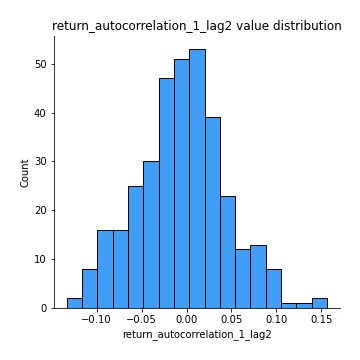 return_autocorrelation_1_lag2 value distribution
50
40
30
20
10
0
Count
−0.10 −0.05 0.00 0.05 0.10 0.15
return_autocorrelation_1_lag2